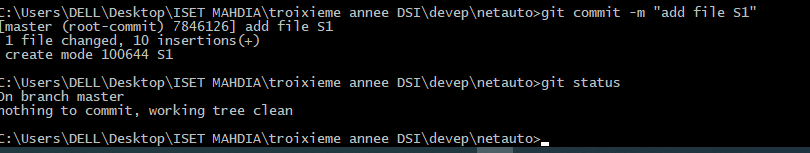 C:\Users\DELL\Desktop\ISET MAHDIA\troixieme annee DSI\devep\netauto>git commit -m "add file S1"
[master (root-commit) 7846126] add file S1
1 file changed, 10 insertions(+)
create mode 100644 S1
C:\Users\DELL\Desktop\ISET MAHDIA\troixieme annee DSI\devep\netauto>git status
On branch master
nothing to commit, working tree clean
C:\Users\DELL\Desktop\ISET MAHDIA\troixieme annee DSI\devep\netauto>